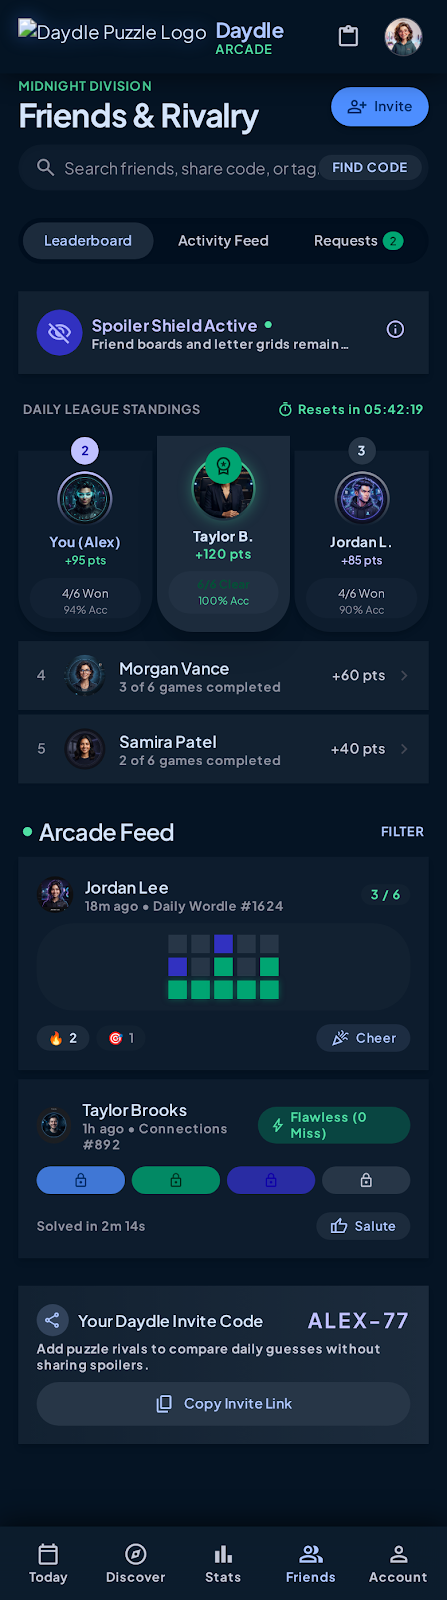 Daydle Puzzle Logo
Daydle
ARCADE
MIDNIGHT DIVISION
Friends & Rivalry
Invite
Search friends, share code, or tag.
FIND CODE
Leaderboard
Activity Feed
Requests 2
Spoiler Shield Active
Friend boards and letter grids remain...
DAILY LEAGUE STANDINGS
Resets in 05:42:19
2
You (Alex)
+95 pts
4/6 Won
94% Acc
Taylor B.
+120 pts
6/6 Clear
100% Acc
3
Jordan L.
+85 pts
4/6 Won
90% Acc
4
Morgan Vance
3 of 6 games completed
+60 pts
5
Samira Patel
2 of 6 games completed
+40 pts
Arcade Feed
FILTER
Jordan Lee
18m ago • Daily Wordle #1624
3 / 6
2
1
Cheer
Taylor Brooks
1h ago • Connections
#892
Flawless (0
Miss)
Solved in 2m 14s
Salute
Your Daydle Invite Code
ALEX-77
Add puzzle rivals to compare daily guesses without
sharing spoilers.
Copy Invite Link
Today
Discover
Stats
Friends
Account